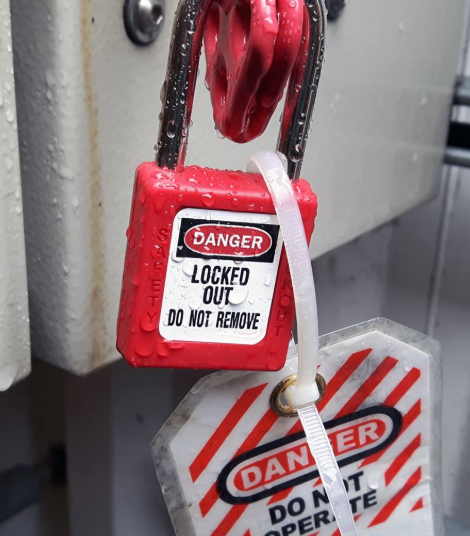 SAFETY
DANGER
LOCKED
OUT
DO NOT REMOVE
DANGER
DO NOT
OPERATE